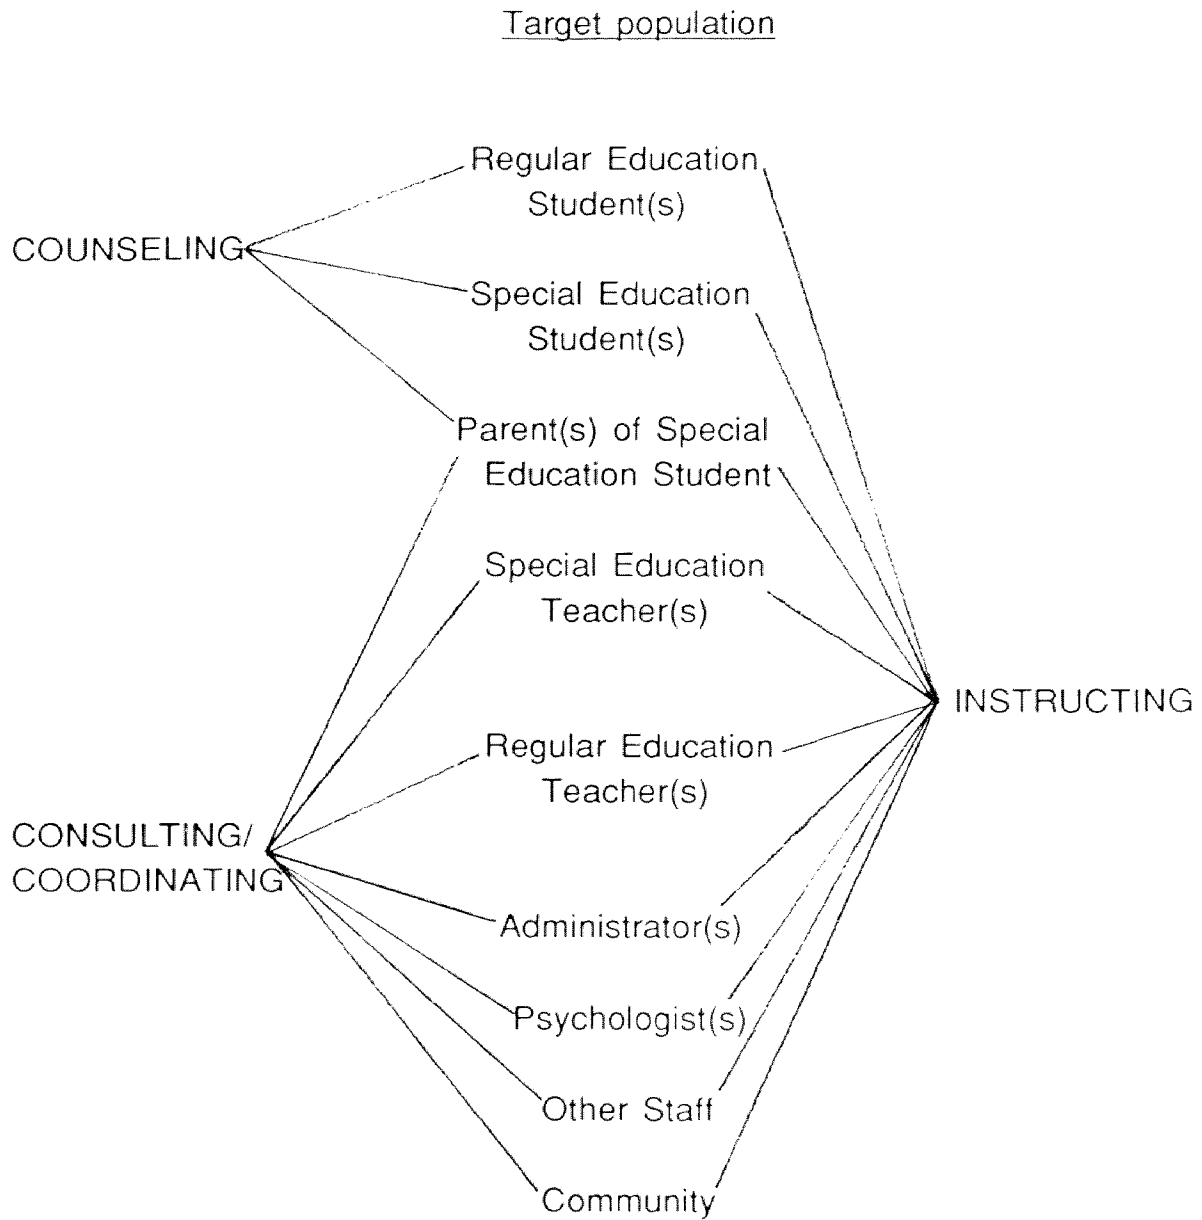 Target population
Regular Education
Student(s)
COUNSELING
Special Education
Student(s)
Parent(s) of Special
Education Student
Special Education
Teacher(s)
INSTRUCTING
Regular Education
Teacher(s)
CONSULTING/
COORDINATING
Administrator(s)
Psychologist(s)
Other Staff
Community